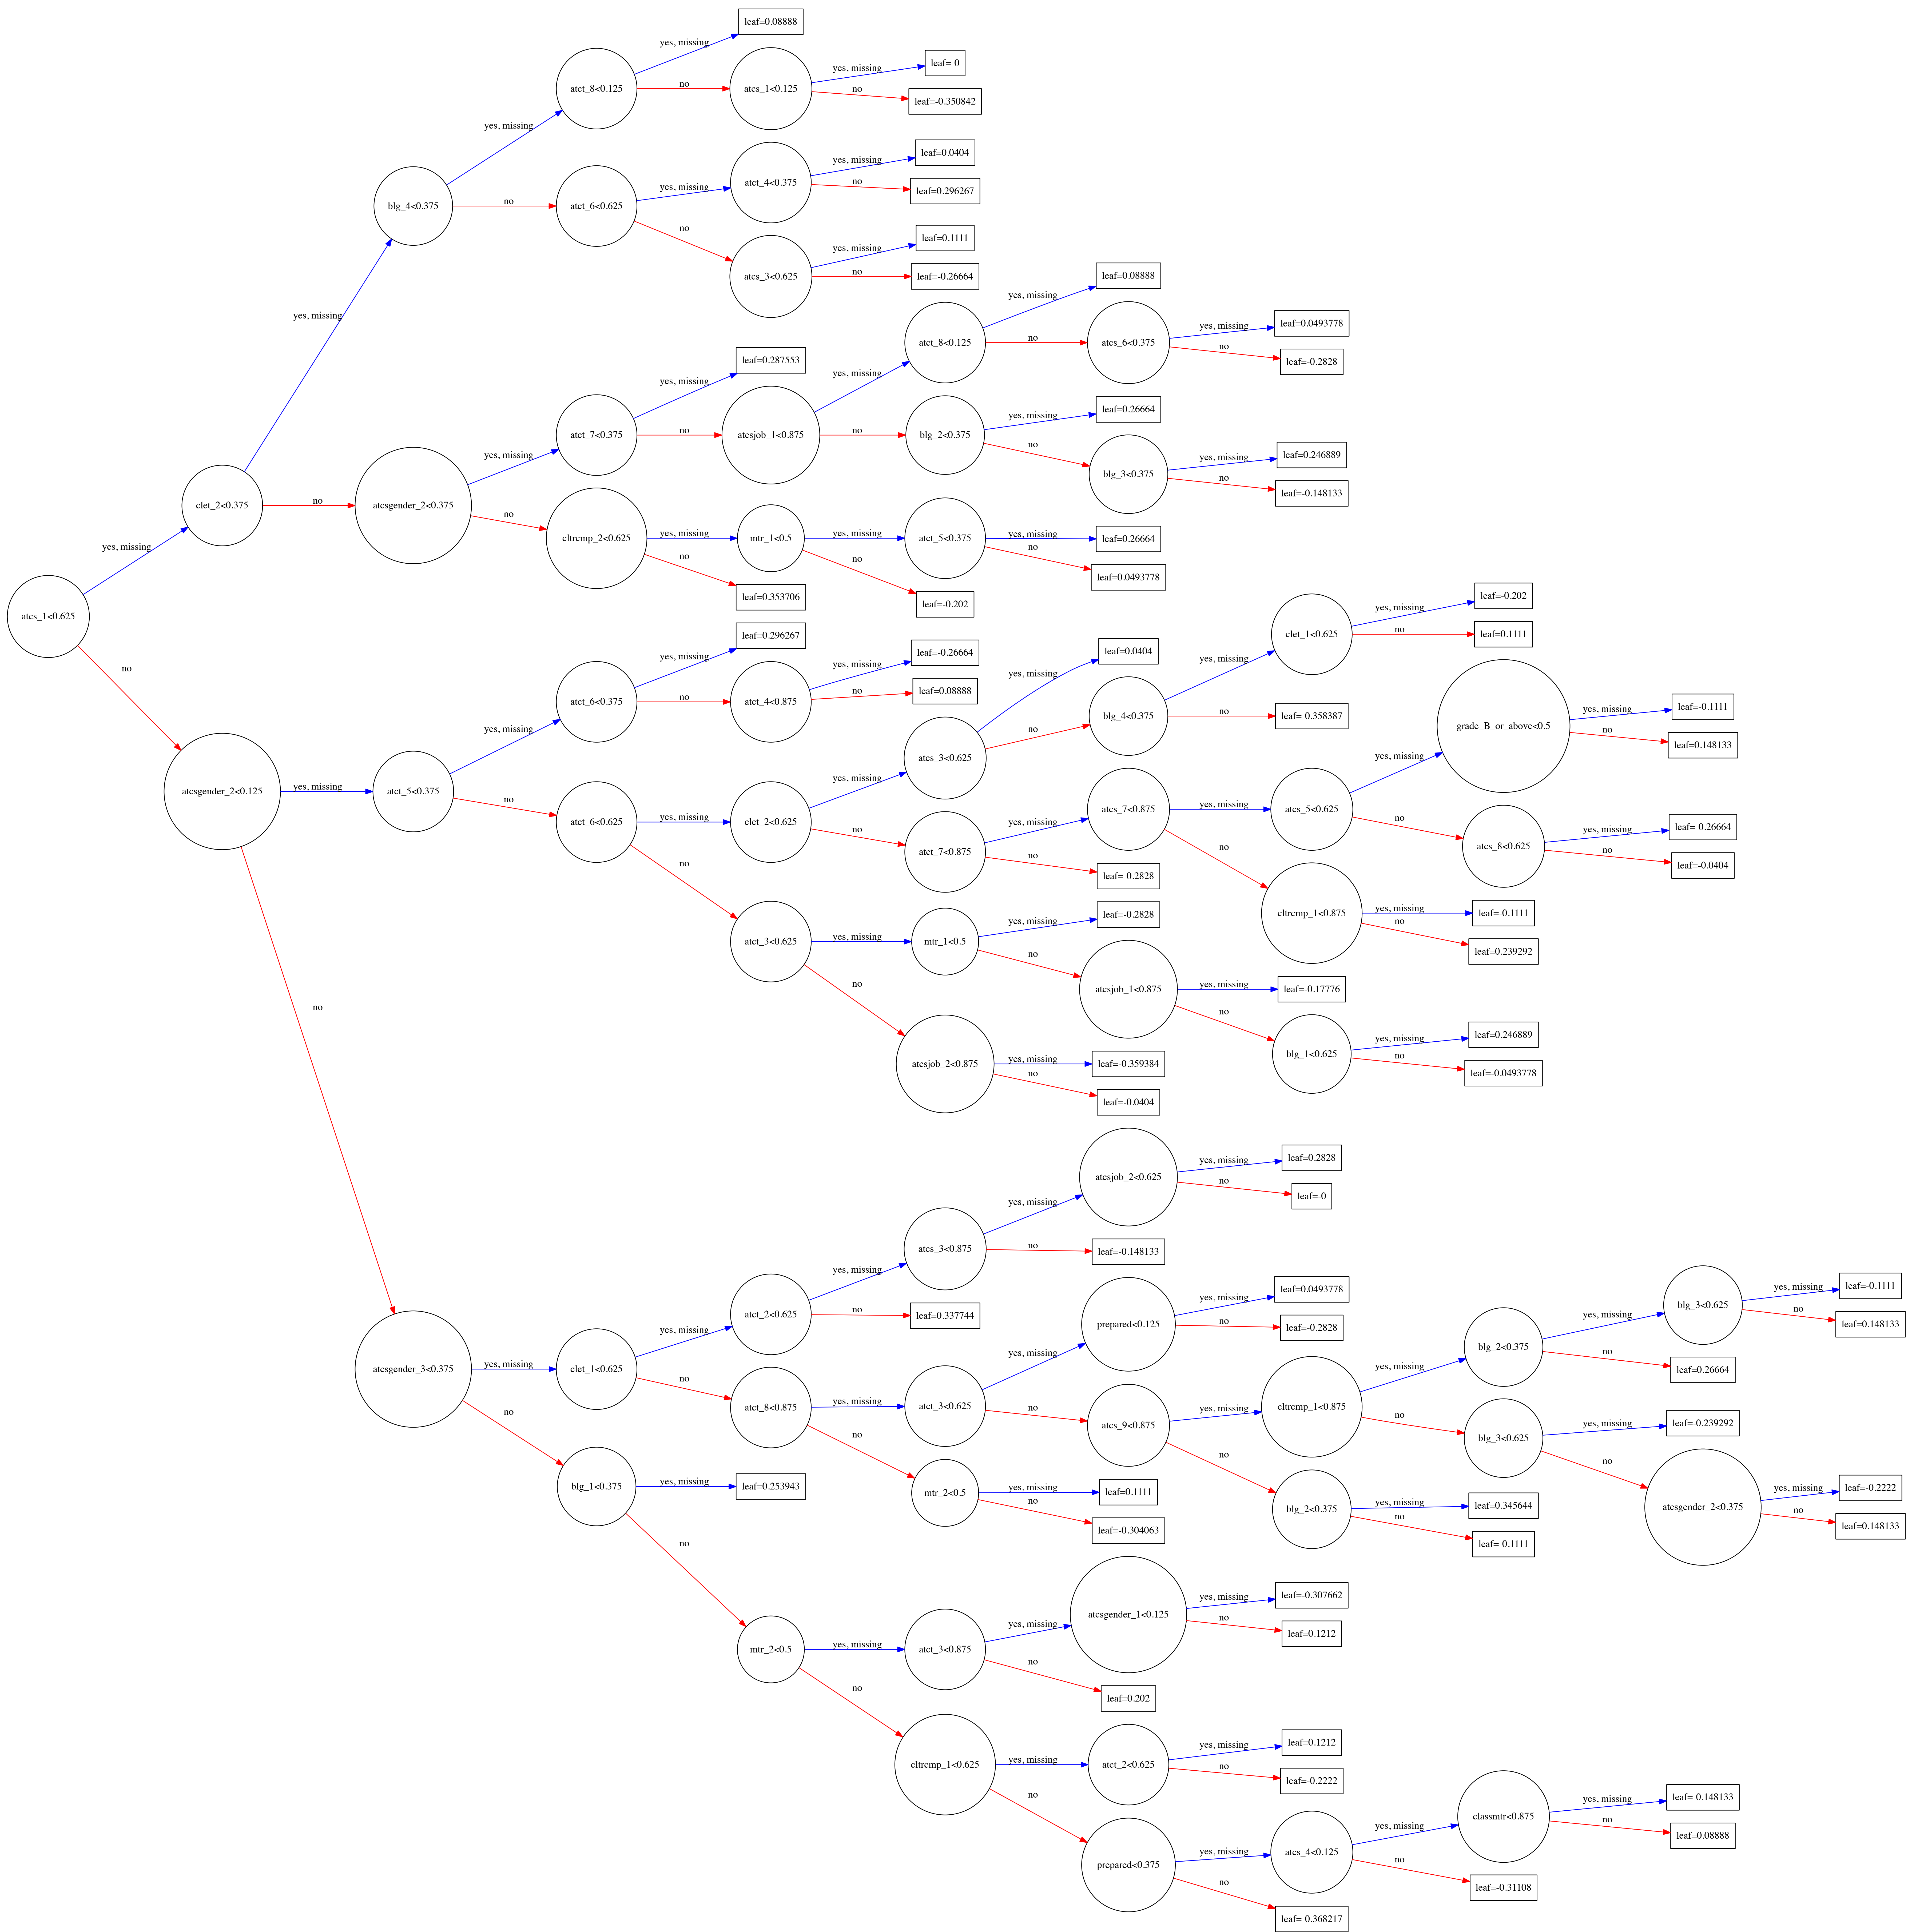 leaf=0.08888
yes, missing
atct_8<0.125
no
atcs_1<0.125
yes, missing
leaf=-0
no
leaf=-0.350842
yes, missing
blg_4<0.375
no
atct_6<0.625
yes, missing
atct_4<0.375
yes, missing
leaf=0.0404
no
leaf=0.296267
no
atcs_3<0.625
yes, missing
leaf=0.1111
no
leaf=-0.26664
yes, missing
clet_2<0.375
no
atcsgender_2<0.375
yes, missing
atct_7<0.375
yes, missing
leaf=0.287553
no
atcsjob_1<0.875
yes, missing
atct_8<0.125
yes, missing
leaf=0.08888
no
atcs_6<0.375
yes, missing
leaf=0.0493778
no
leaf=-0.2828
no
blg_2<0.375
yes, missing
leaf=0.26664
no
blg_3<0.375
yes, missing
leaf=0.246889
no
leaf=-0.148133
no
cltrcmp_2<0.625
yes, missing
mtr_1<0.5
yes, missing
atct_5<0.375
yes, missing
leaf=0.26664
no
leaf=0.0493778
no
leaf=-0.202
no
leaf=0.353706
yes, missing
atcs_1<0.625
no
atcsgender_2<0.125
yes, missing
atct_5<0.375
yes, missing
atct_6<0.375
yes, missing
leaf=0.296267
no
atct_4<0.875
yes, missing
leaf=-0.26664
no
leaf=0.08888
no
atct_6<0.625
yes, missing
clet_2<0.625
yes, missing
atcs_3<0.625
yes, missing
leaf=0.0404
no
blg_4<0.375
yes, missing
clet_1<0.625
yes, missing
leaf=-0.202
no
leaf=0.1111
no
leaf=-0.358387
no
atct_7<0.875
yes, missing
atcs_7<0.875
yes, missing
atcs_5<0.625
yes, missing
grade_B_or_above<0.5
yes, missing
leaf=-0.1111
no
leaf=0.148133
no
atcs_8<0.625
yes, missing
leaf=-0.26664
no
leaf=-0.0404
no
cltrcmp_1<0.875
yes, missing
leaf=-0.1111
no
leaf=0.239292
no
leaf=-0.2828
no
atct_3<0.625
yes, missing
mtr_1<0.5
yes, missing
leaf=-0.2828
no
atcsjob_1<0.875
yes, missing
leaf=-0.17776
no
blg_1<0.625
yes, missing
leaf=0.246889
no
leaf=-0.0493778
no
atcsjob_2<0.875
yes, missing
leaf=-0.359384
no
leaf=-0.0404
no
atcsgender_3<0.375
yes, missing
clet_1<0.625
yes, missing
atct_2<0.625
yes, missing
atcs_3<0.875
yes, missing
atcsjob_2<0.625
yes, missing
leaf=0.2828
no
leaf=-0
no
leaf=-0.148133
no
leaf=0.337744
no
atct_8<0.875
yes, missing
atct_3<0.625
yes, missing
prepared<0.125
yes, missing
leaf=0.0493778
no
leaf=-0.2828
no
atcs_9<0.875
yes, missing
cltrcmp_1<0.875
yes, missing
blg_2<0.375
yes, missing
blg_3<0.625
yes, missing
leaf=-0.1111
no
leaf=0.148133
no
leaf=0.26664
no
blg_3<0.625
yes, missing
leaf=-0.239292
no
atcsgender_2<0.375
yes, missing
leaf=-0.2222
no
leaf=0.148133
no
blg_2<0.375
yes, missing
leaf=0.345644
no
leaf=-0.1111
no
mtr_2<0.5
yes, missing
leaf=0.1111
no
leaf=-0.304063
no
blg_1<0.375
yes, missing
leaf=0.253943
no
mtr_2<0.5
yes, missing
atct_3<0.875
yes, missing
atcsgender_1<0.125
yes, missing
leaf=-0.307662
no
leaf=0.1212
no
leaf=0.202
no
cltrcmp_1<0.625
yes, missing
atct_2<0.625
yes, missing
leaf=0.1212
no
leaf=-0.2222
no
prepared<0.375
yes, missing
atcs_4<0.125
yes, missing
classmtr<0.875
yes, missing
leaf=-0.148133
no
leaf=0.08888
no
leaf=-0.31108
no
leaf=-0.368217